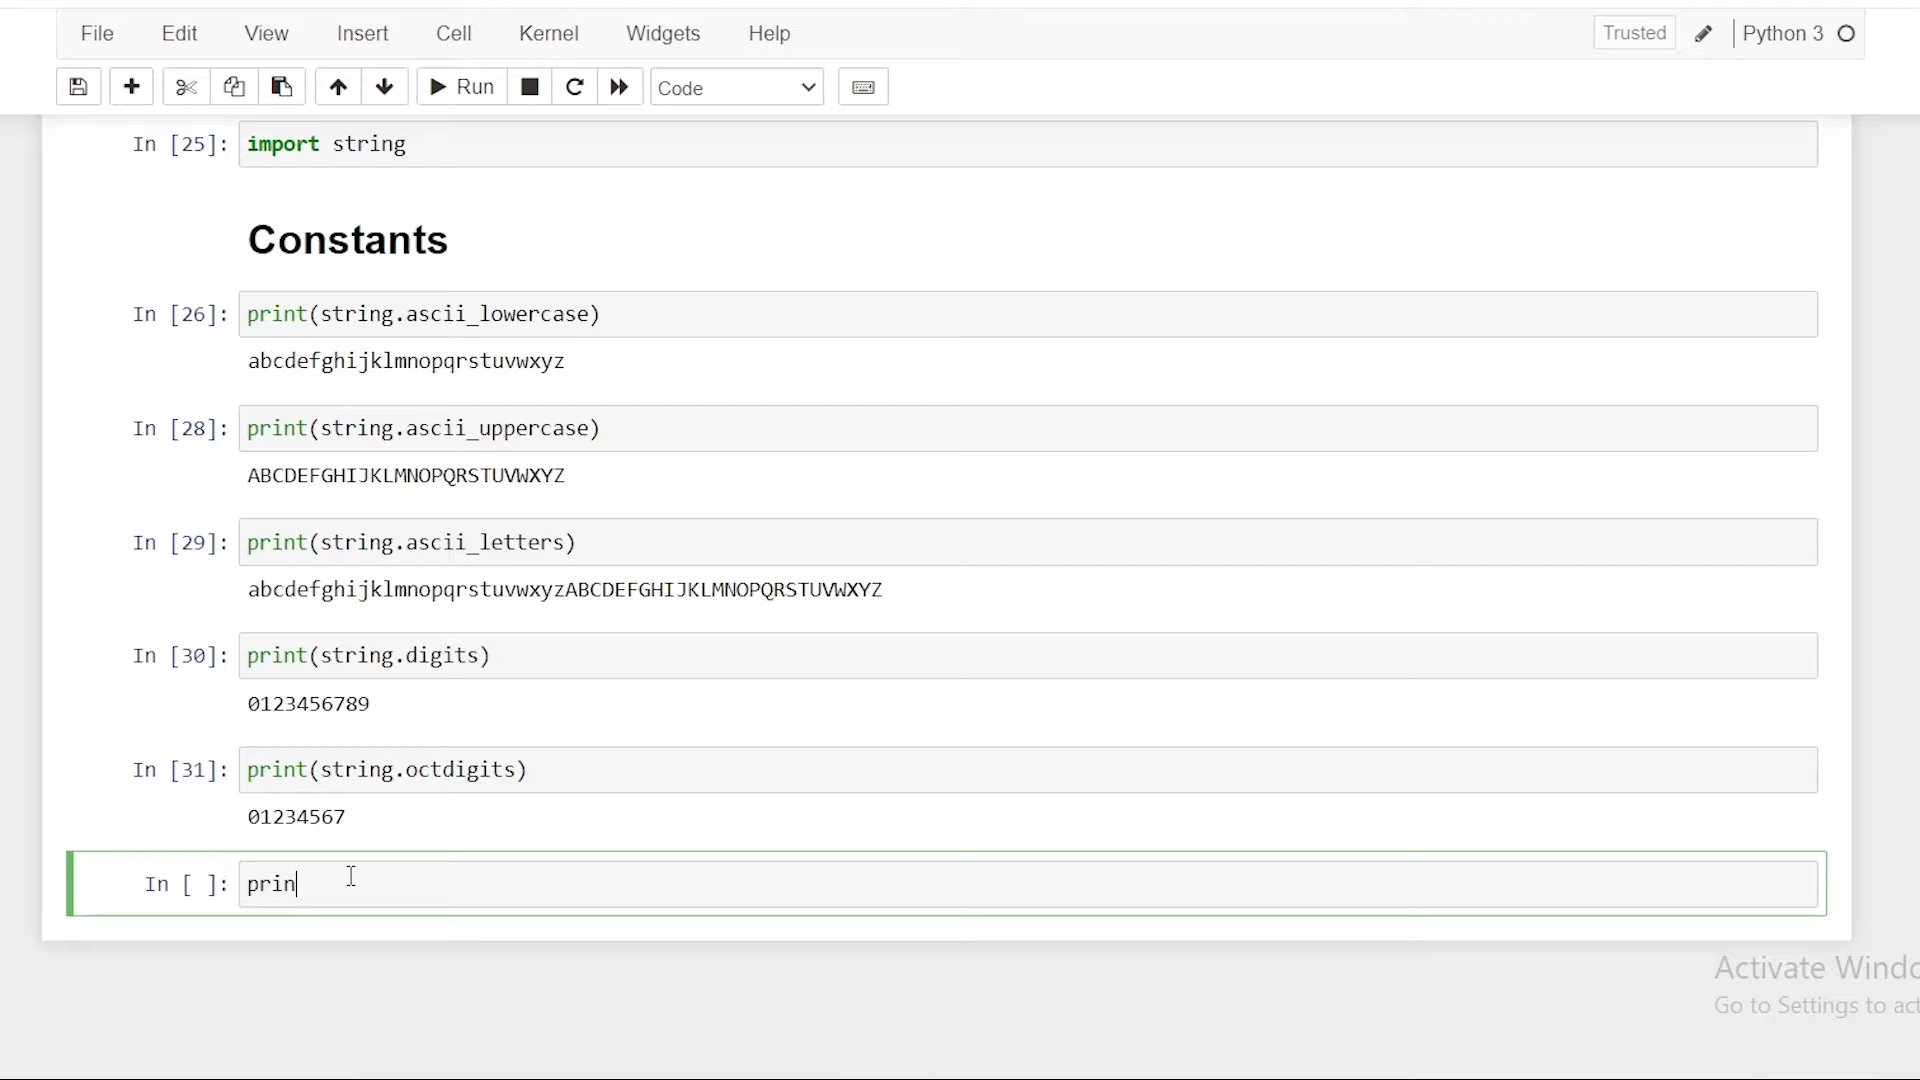 File Edit View Insert Cell Kernel Widgets Help Trusted Python 3
Run Code
In [25]: import string
Constants
In [26]: print(string.ascii_lowercase)
abcdefghijklmnopqrstuvwxyz
In [28]: print(string.ascii_uppercase)
ABCDEFGHIJKLMNOPQRSTUVWXYZ
In [29]: print(string.ascii_letters)
abcdefghijklmnopqrstuvwxyzABCDEFGHIJKLMNOPQRSTUVWXYZ
In [30]: print(string.digits)
0123456789
In [31]: print(string.octdigits)
01234567
In [ ]: prin
Activate Windo
Go to Settings to act